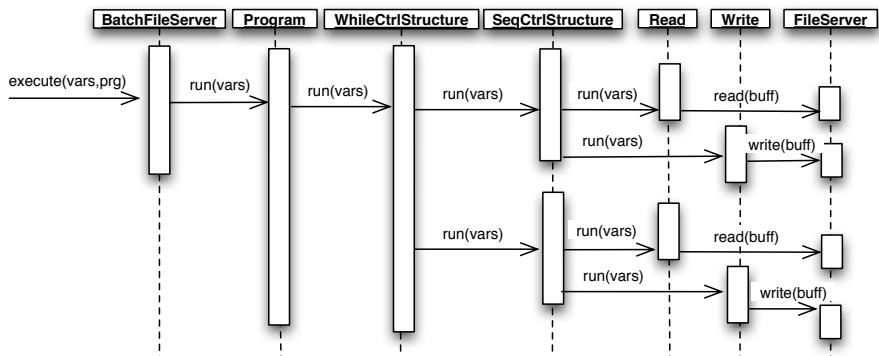 BatchFileServer Program WhileCtrlStructure SeqCtrlStructure Read Write FileServer
execute(vars,prg)
run(vars)
run(vars)
run(vars)
run(vars)
read(buff)
run(vars)
write(buff)
run(vars)
run(vars)
read(buff)
run(vars)
write(buff)